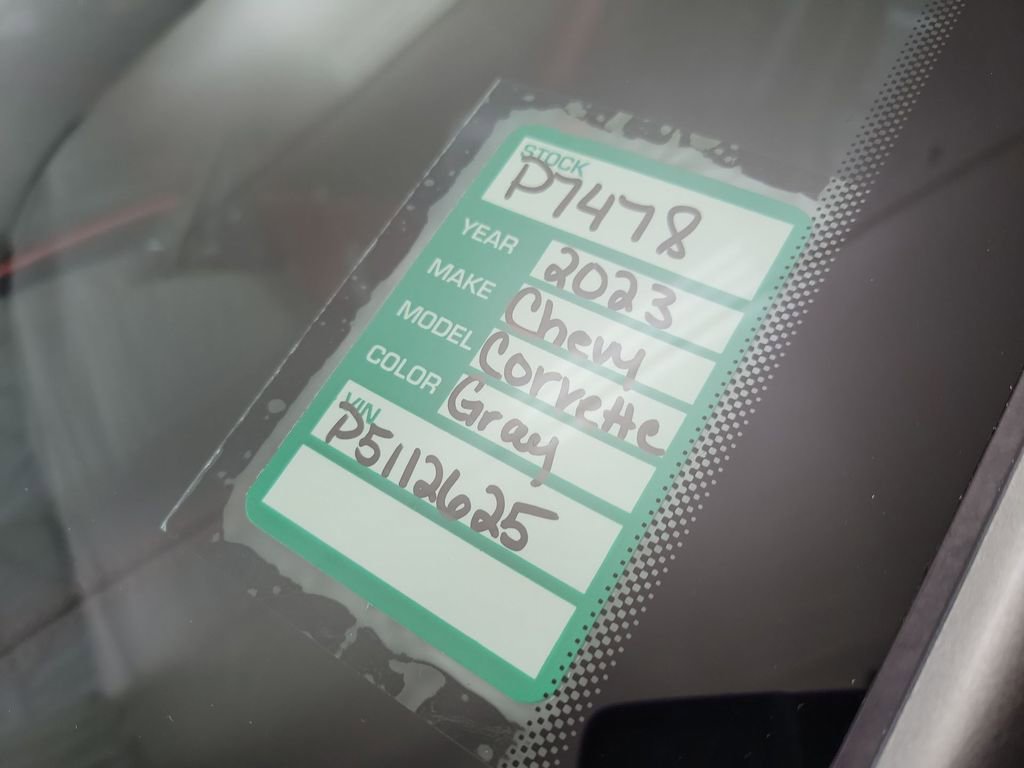 STOCK
P7478
YEAR 2023
MAKE Chevy
MODEL Corvette
COLOR Gray
VIN
P5112625